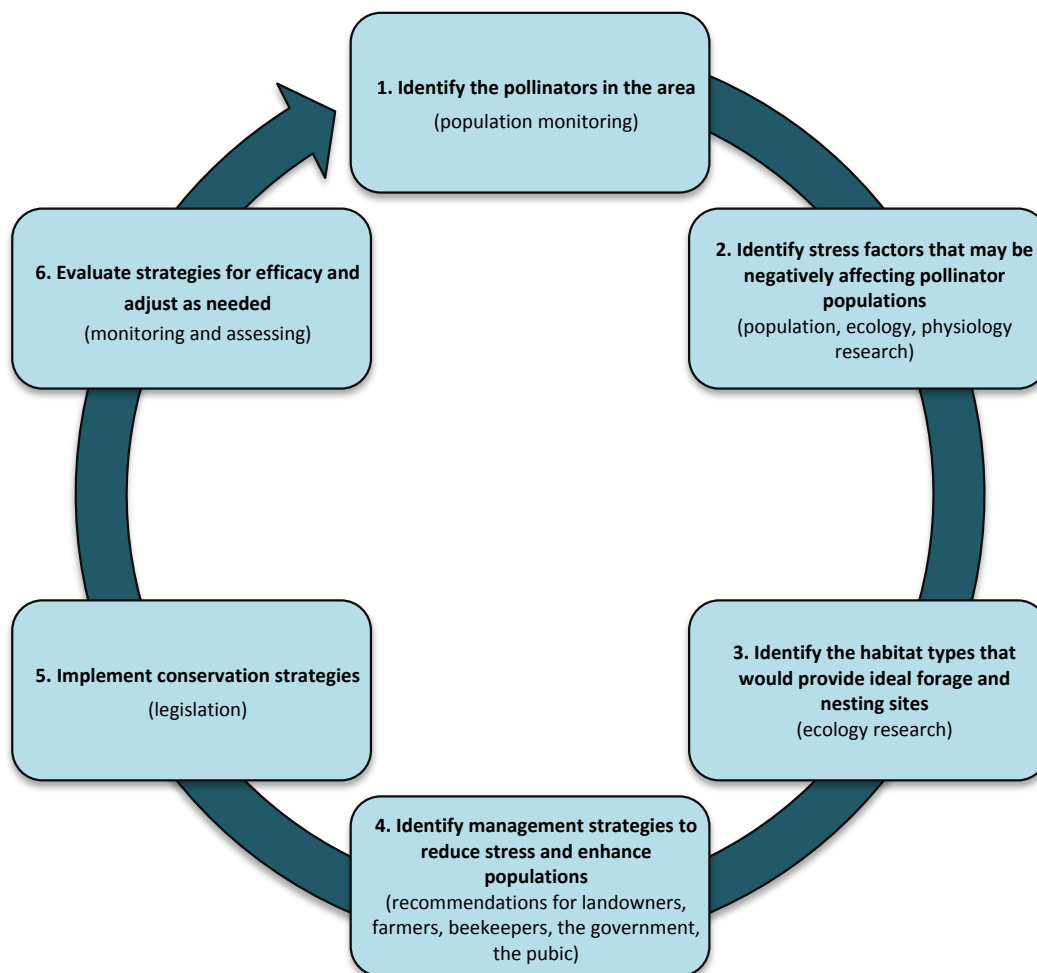 1. Identify the pollinators in the area
(population monitoring)
2. Identify stress factors that may be
negatively affecting pollinator
populations
(population, ecology, physiology
research)
3. Identify the habitat types that
would provide ideal forage and
nesting sites
(ecology research)
4. Identify management strategies to
reduce stress and enhance
populations
(recommendations for landowners,
farmers, beekeepers, the government,
the pubic)
5. Implement conservation strategies
(legislation)
6. Evaluate strategies for efficacy and
adjust as needed
(monitoring and assessing)